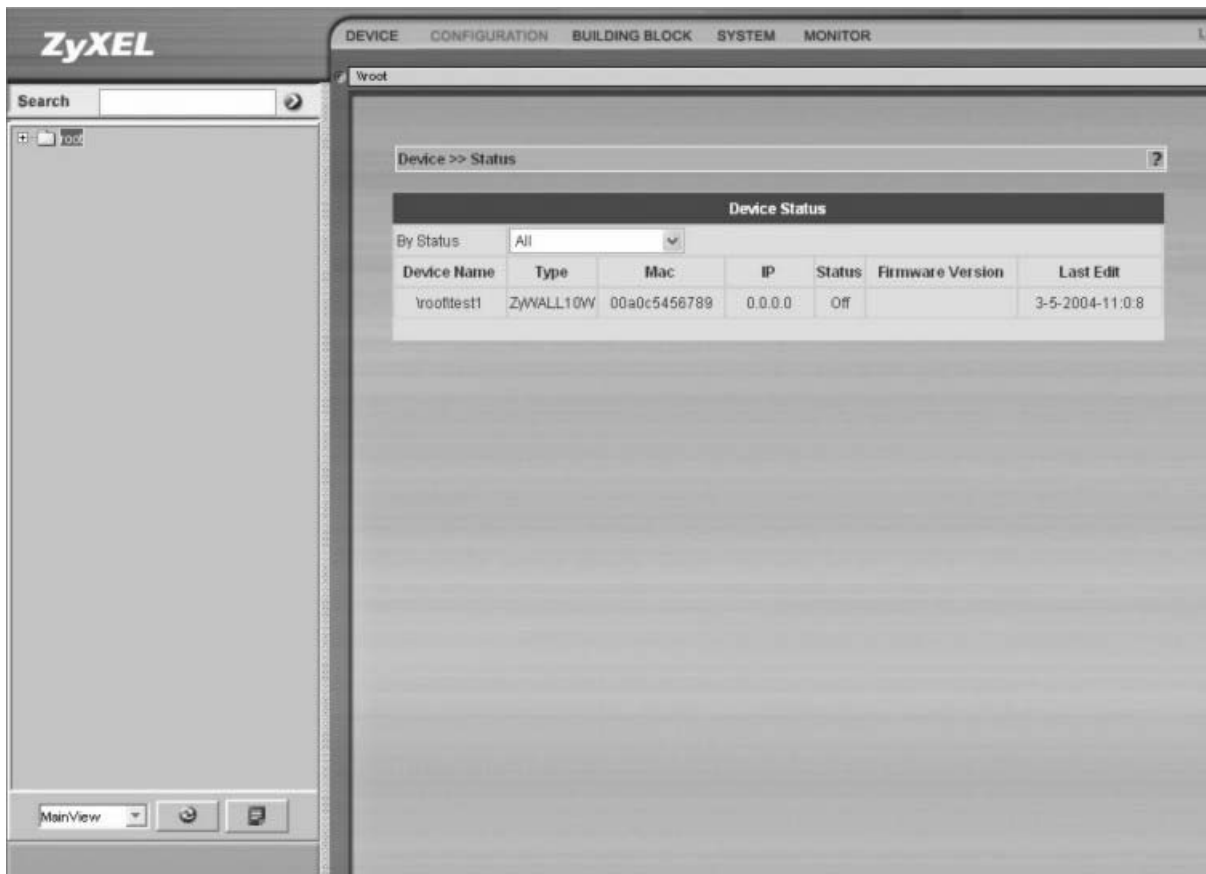 ZyXEL
DEVICE CONFIGURATION BUILDING BLOCK SYSTEM MONITOR
\\root
Search
root
Device >> Status ?
Device Status
By Status All
Device Name Type Mac IP Status Firmware Version Last Edit
\root\test1 ZyWALL10W 00a0c5456789 0.0.0.0 Off 3-5-2004-11:0:8
MainView